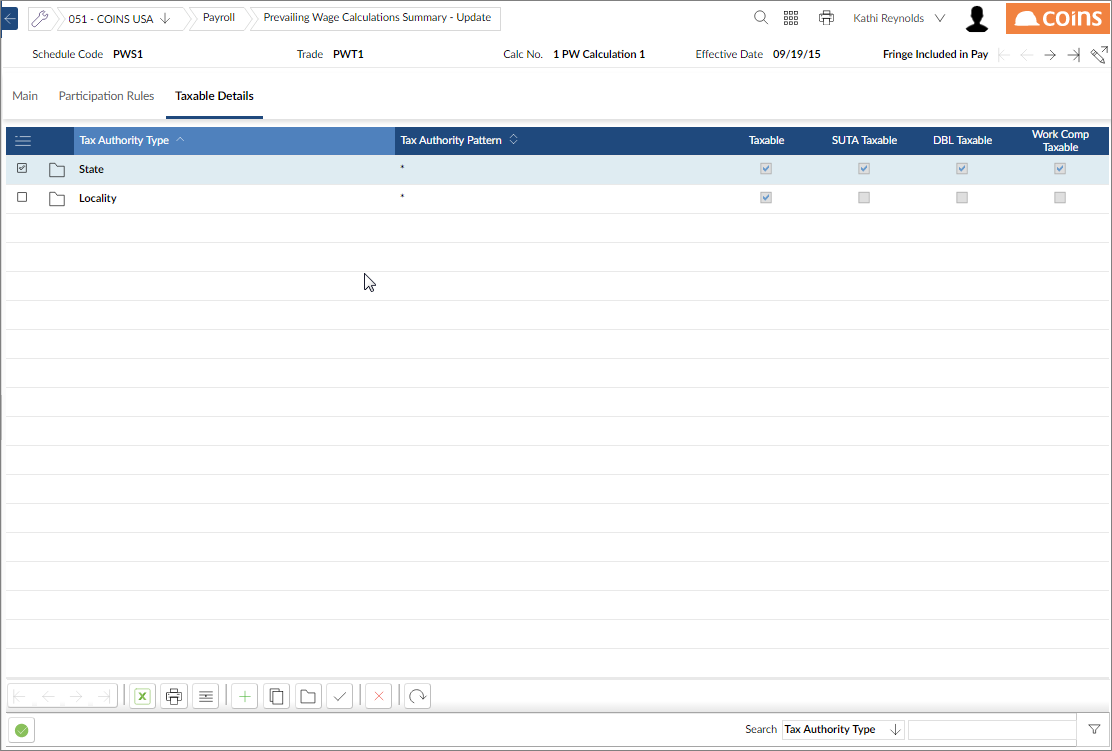 051 - COINS USA Payroll Prevailing Wage Calculations Summary - Update Kathi Reynolds coins
Schedule Code PWS1 Trade PWT1 Calc No. 1 PW Calculation 1 Effective Date 09/19/15 Fringe Included in Pay
Main Participation Rules Taxable Details
Tax Authority Type Tax Authority Pattern Taxable SUTA Taxable DBL Taxable Work Comp
Taxable
State *
Locality *
X
Search Tax Authority Type